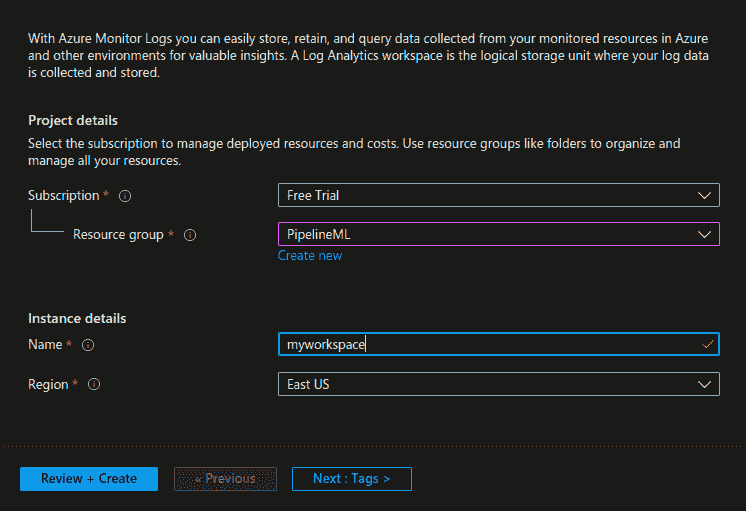 With Azure Monitor Logs you can easily store, retain, and query data collected from your monitored resources in Azure
and other environments for valuable insights. A Log Analytics workspace is the logical storage unit where your log data
is collected and stored.
Project details
Select the subscription to manage deployed resources and costs. Use resource groups like folders to organize and
manage all your resources.
Subscription * Free Trial
Resource group * PipelineML
Create new
Instance details
Name * myworkspace
Region * East US
Review + Create « Previous Next : Tags >